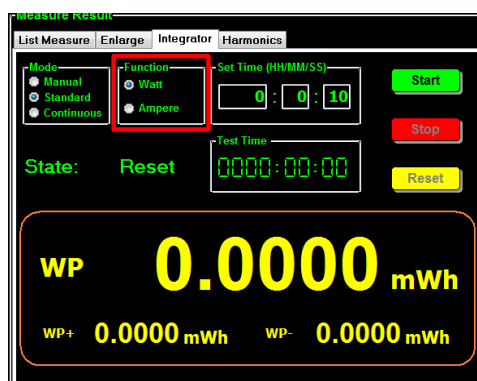 Measure Result
List Measure Enlarge Integrator Harmonics
Mode
Manual
Standard
Continuous
Function
Watt
Ampere
Set Time (HH/MM/SS)
0 : 0 : 10
Test Time
0000:00:00
Start
Stop
Reset
State: Reset
WP 0.0000 mWh
WP+ 0.0000 mWh WP- 0.0000 mWh